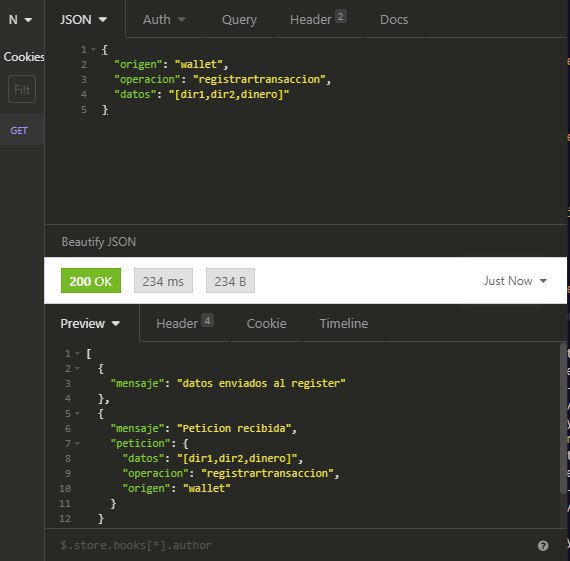 N
JSON Auth Query Header 2 Docs
Cookies
Filt
GET
1 {
2 "origen": "wallet",
3 "operacion": "registrartransaccion",
4 "datos": "[dir1,dir2,dinero]"
5 }
Beautify JSON
200 OK 234 ms 234 B Just Now
Preview Header 4 Cookie Timeline
1 [
2 {
3 "mensaje": "datos enviados al register"
4 },
5 {
6 "mensaje": "Peticion recibida",
7 "peticion": {
8 "datos": "[dir1,dir2,dinero]",
9 "operacion": "registrartransaccion",
10 "origen": "wallet"
11 }
12 }
$.store.books[*].author